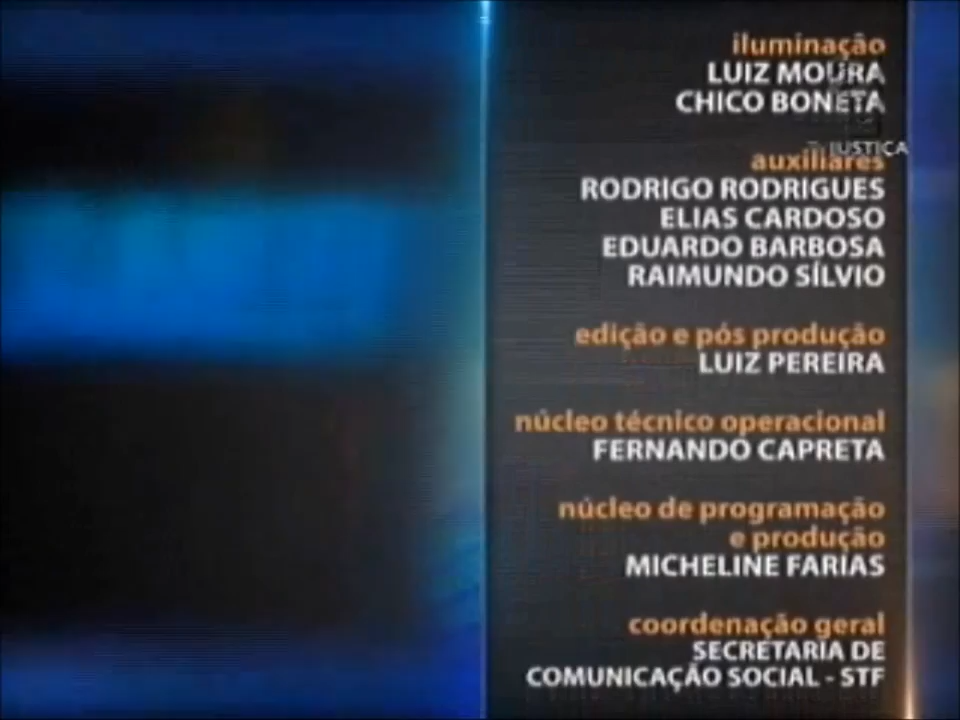 iluminação
LUIZ MOURA
CHICO BONETA
TV JUSTIÇA
auxiliares
RODRIGO RODRIGUES
ELIAS CARDOSO
EDUARDO BARBOSA
RAIMUNDO SÍLVIO
edição e pós produção
LUIZ PEREIRA
núcleo técnico operacional
FERNANDO CAPRETA
núcleo de programação
e produção
MICHELINE FARIAS
coordenação geral
SECRETARIA DE
COMUNICAÇÃO SOCIAL - STF